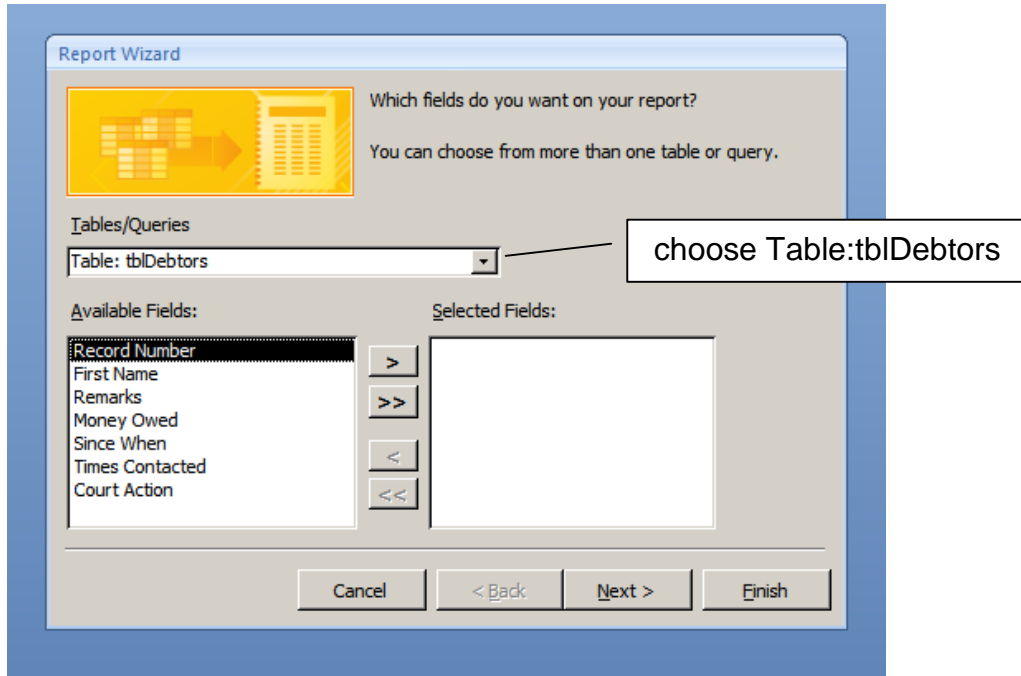 Report Wizard
Which fields do you want on your report?
You can choose from more than one table or query.
Tables/Queries
Table: tblDebtors
choose Table:tblDebtors
Available Fields:
Selected Fields:
Record Number
First Name
Remarks
Money Owed
Since When
Times Contacted
Court Action
>
>>
<
<<
Cancel
< Back
Next >
Finish